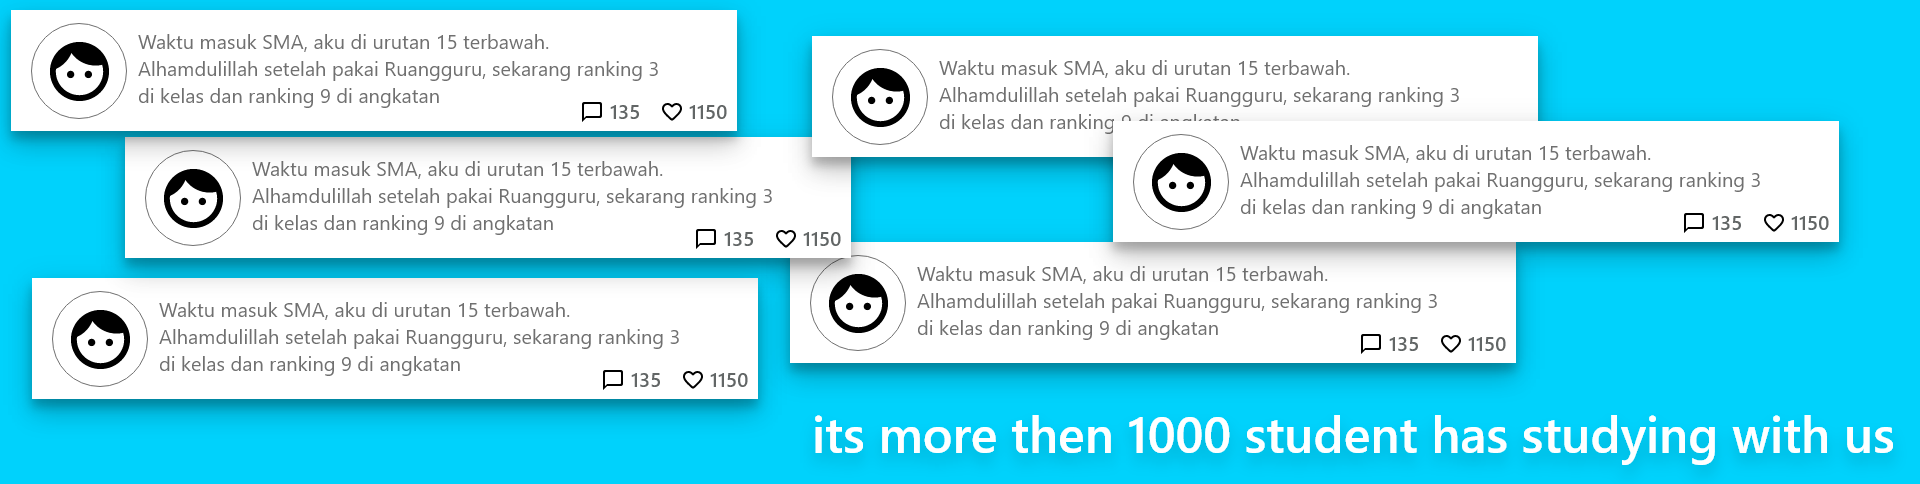 Waktu masuk SMA, aku di urutan 15 terbawah.
Alhamdulillah setelah pakai Ruangguru, sekarang ranking 3
di kelas dan ranking 9 di angkatan
135 1150
Waktu masuk SMA, aku di urutan 15 terbawah.
Alhamdulillah setelah pakai Ruangguru, sekarang ranking 3
di kelas dan ranking 9 di angkatan
135 1150
Waktu masuk SMA, aku di urutan 15 terbawah.
Alhamdulillah setelah pakai Ruangguru, sekarang ranking 3
di kelas dan ranking 9 di angkatan
135 1150
Waktu masuk SMA, aku di urutan 15 terbawah.
Alhamdulillah setelah pakai Ruangguru, sekarang ranking 3
di kelas dan ranking 9 di angkatan
Waktu masuk SMA, aku di urutan 15 terbawah.
Alhamdulillah setelah pakai Ruangguru, sekarang ranking 3
di kelas dan ranking 9 di angkatan
135 1150
Waktu masuk SMA, aku di urutan 15 terbawah.
Alhamdulillah setelah pakai Ruangguru, sekarang ranking 3
di kelas dan ranking 9 di angkatan
135 1150
its more then 1000 student has studying with us